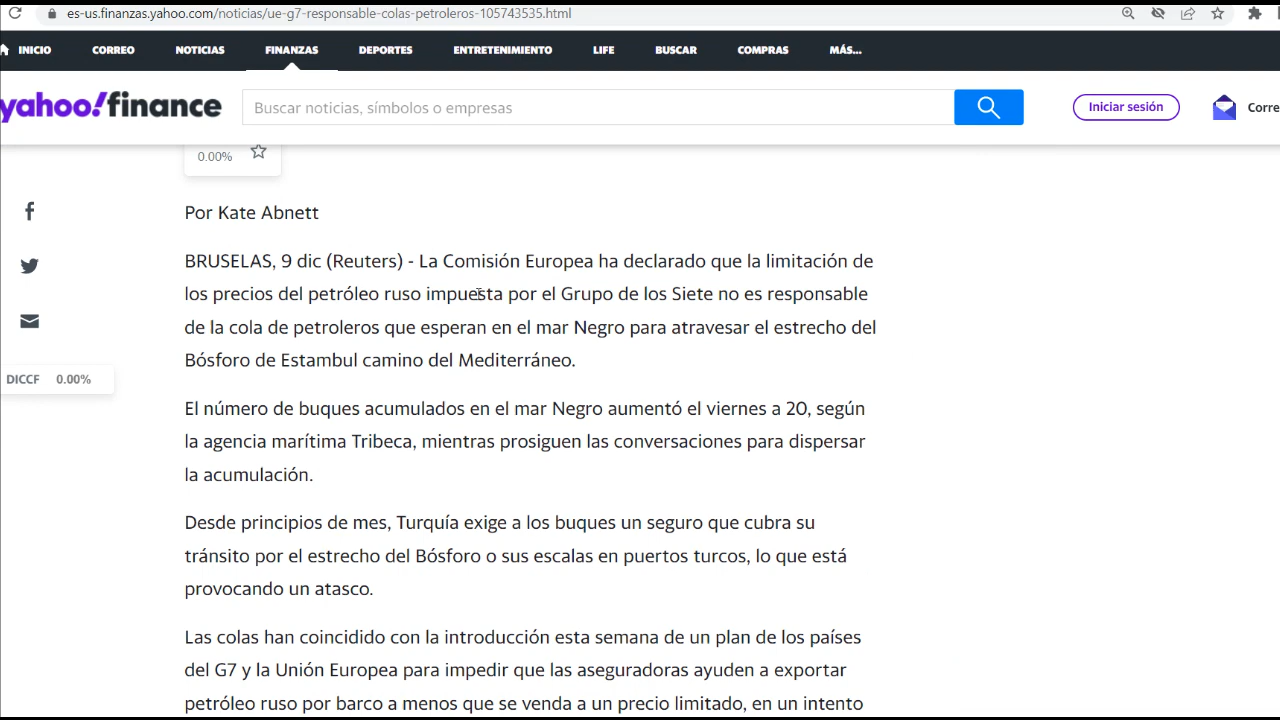 es-us.finanzas.yahoo.com/noticias/ue-g7-responsable-colas-petroleros-105743535.html
INICIO CORREO NOTICIAS FINANZAS DEPORTES ENTRETENIMIENTO LIFE BUSCAR COMPRAS MÁS...
yahoo!finance Buscar noticias, símbolos o empresas Iniciar sesión Corre
0.00%
Por Kate Abnett
BRUSELAS, 9 dic (Reuters) - La Comisión Europea ha declarado que la limitación de
los precios del petróleo ruso impuesta por el Grupo de los Siete no es responsable
de la cola de petroleros que esperan en el mar Negro para atravesar el estrecho del
Bósforo de Estambul camino del Mediterráneo.
DICCF 0.00%
El número de buques acumulados en el mar Negro aumentó el viernes a 20, según
la agencia marítima Tribeca, mientras prosiguen las conversaciones para dispersar
la acumulación.
Desde principios de mes, Turquía exige a los buques un seguro que cubra su
tránsito por el estrecho del Bósforo o sus escalas en puertos turcos, lo que está
provocando un atasco.
Las colas han coincidido con la introducción esta semana de un plan de los países
del G7 y la Unión Europea para impedir que las aseguradoras ayuden a exportar
petróleo ruso por barco a menos que se venda a un precio limitado, en un intento